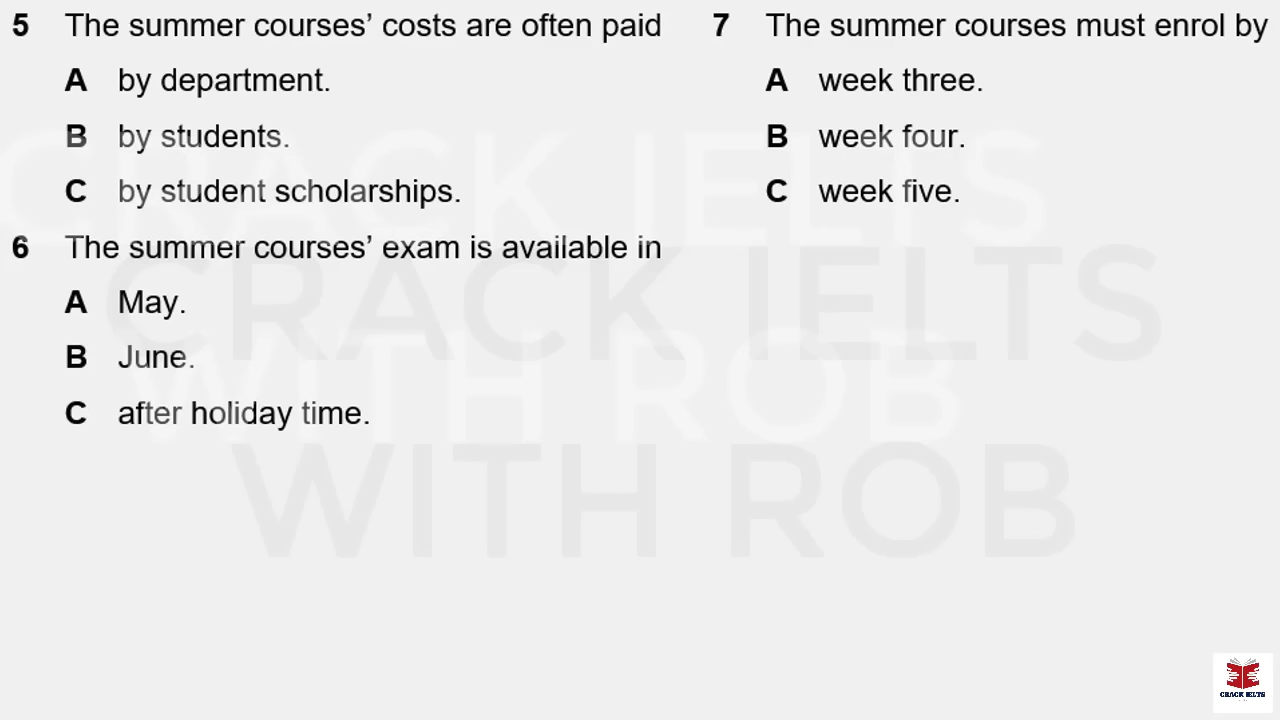 5 The summer courses’ costs are often paid
A by department.
B by students.
C by student scholarships.
6 The summer courses’ exam is available in
A May.
B June.
C after holiday time.
7 The summer courses must enrol by
A week three.
B week four.
C week five.
CRACK IELTS
WITH ROB
CRACK IELTS
WITH ROB
CRACK IELTS